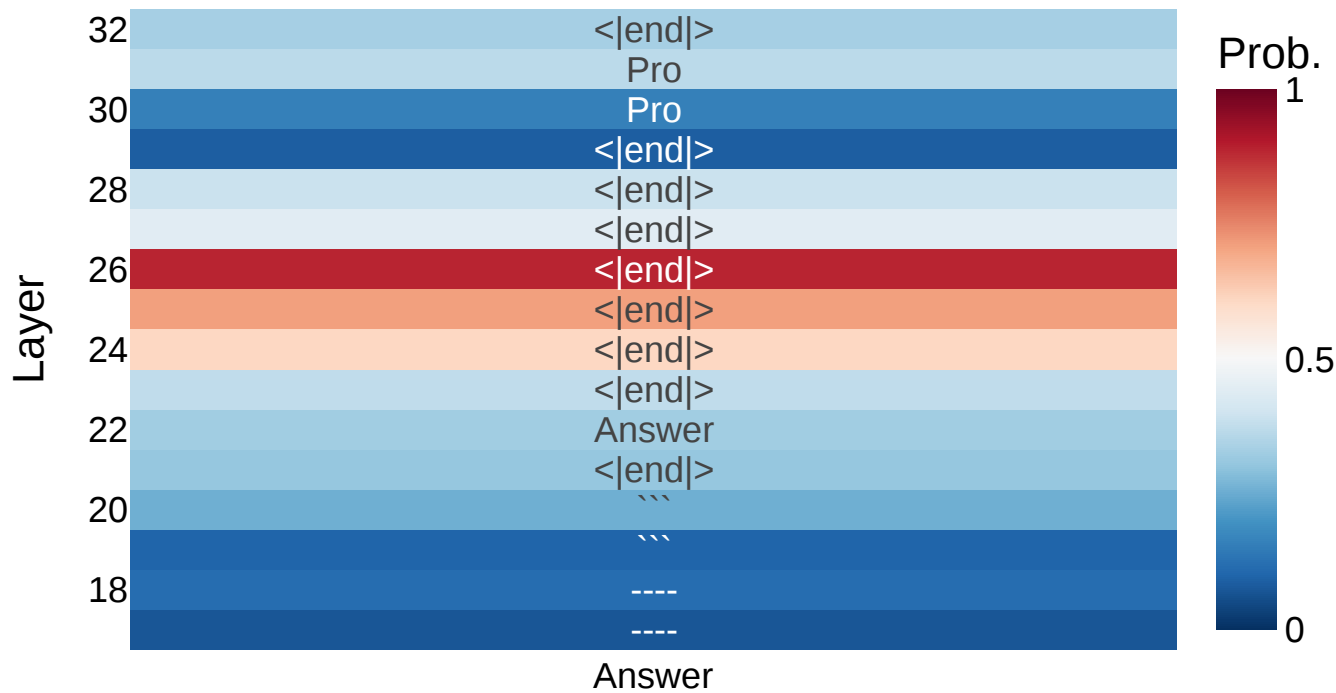 32 <|end|>
Prob.
Pro
1
30 Pro
<|end|>
28 <|end|>
<|end|>
26 <|end|>
Layer
<|end|>
24 <|end|>
0.5
<|end|>
22 Answer
<|end|>
20 ```
```
18 ----
----
0
Answer